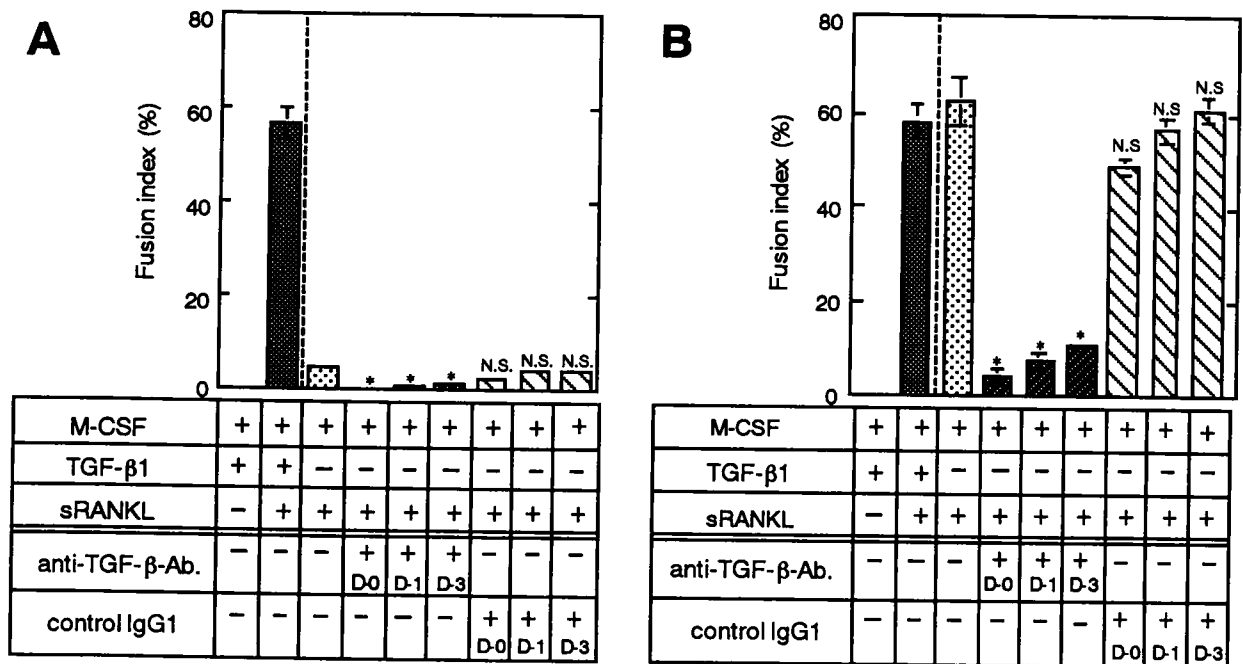 A
Fusion index (%)
80
60
40
20
0
* * * N.S. N.S. N.S.
M-CSF + + + + + + + + +
TGF-β1 + + − − − − − − −
sRANKL − + + + + + + + +
anti-TGF-β-Ab. − − − + + + − − −
D-0 D-1 D-3
control IgG1 − − − − − − + + +
D-0 D-1 D-3
B
Fusion index (%)
80
60
40
20
0
* * * N.S N.S N.S
M-CSF + + + + + + + + +
TGF-β1 + + − − − − − − −
sRANKL − + + + + + + + +
anti-TGF-β-Ab. − − − + + + − − −
D-0 D-1 D-3
control IgG1 − − − − − − + + +
D-0 D-1 D-3